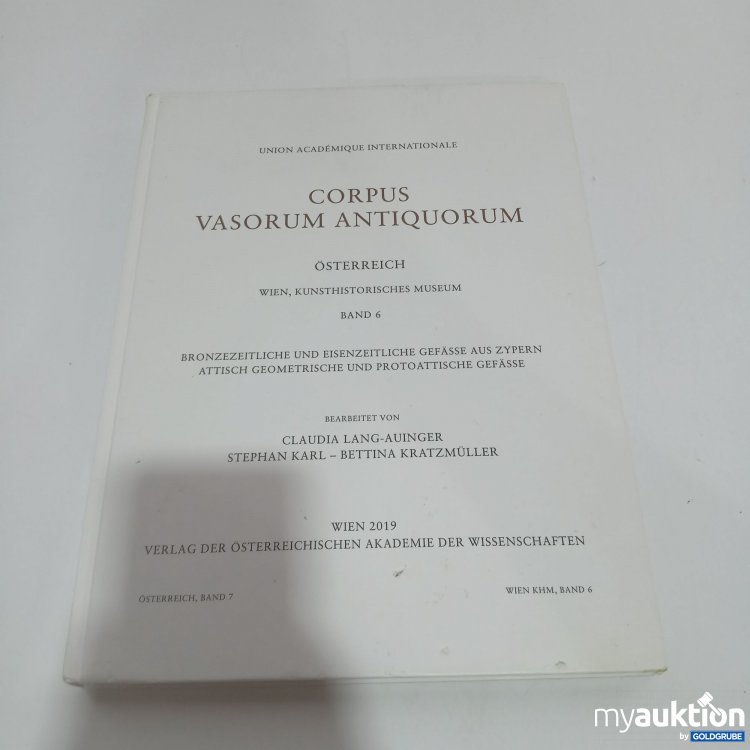 UNION ACADÉMIQUE INTERNATIONALE
CORPUS
VASORUM ANTIQUORUM
ÖSTERREICH
WIEN, KUNSTHISTORISCHES MUSEUM
BAND 6
BRONZEZEITLICHE UND EISENZEITLICHE GEFÄSSE AUS ZYPERN
ATTISCH GEOMETRISCHE UND PROTOATTISCHE GEFÄSSE
BEARBEITET VON
CLAUDIA LANG-AUINGER
STEPHAN KARL – BETTINA KRATZMÜLLER
WIEN 2019
VERLAG DER ÖSTERREICHISCHEN AKADEMIE DER WISSENSCHAFTEN
ÖSTERREICH, BAND 7
WIEN KHM, BAND 6
myauktion
by GOLDGRUBE